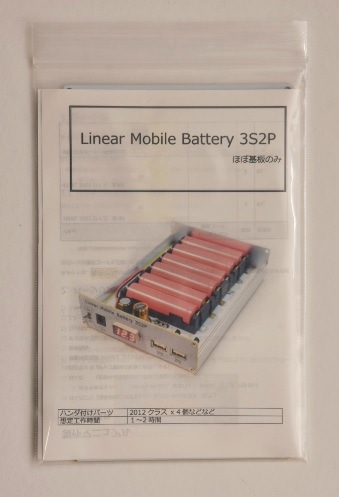 Linear Mobile Battery 3S2P
ほぼ基板のみ
Linear Mobile Battery 3S2P
ハンダ付けパーツ 2012 クラス x 4 個などなど
想定工作時間 1～2 時間